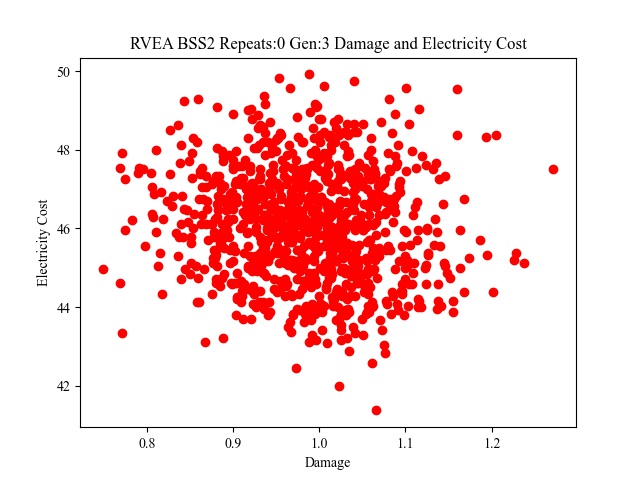 RVEA BSS2 Repeats:0 Gen:3 Damage and Electricity Cost
50
48
46
44
42
Electricity Cost
0.8 0.9 1.0 1.1 1.2
Damage